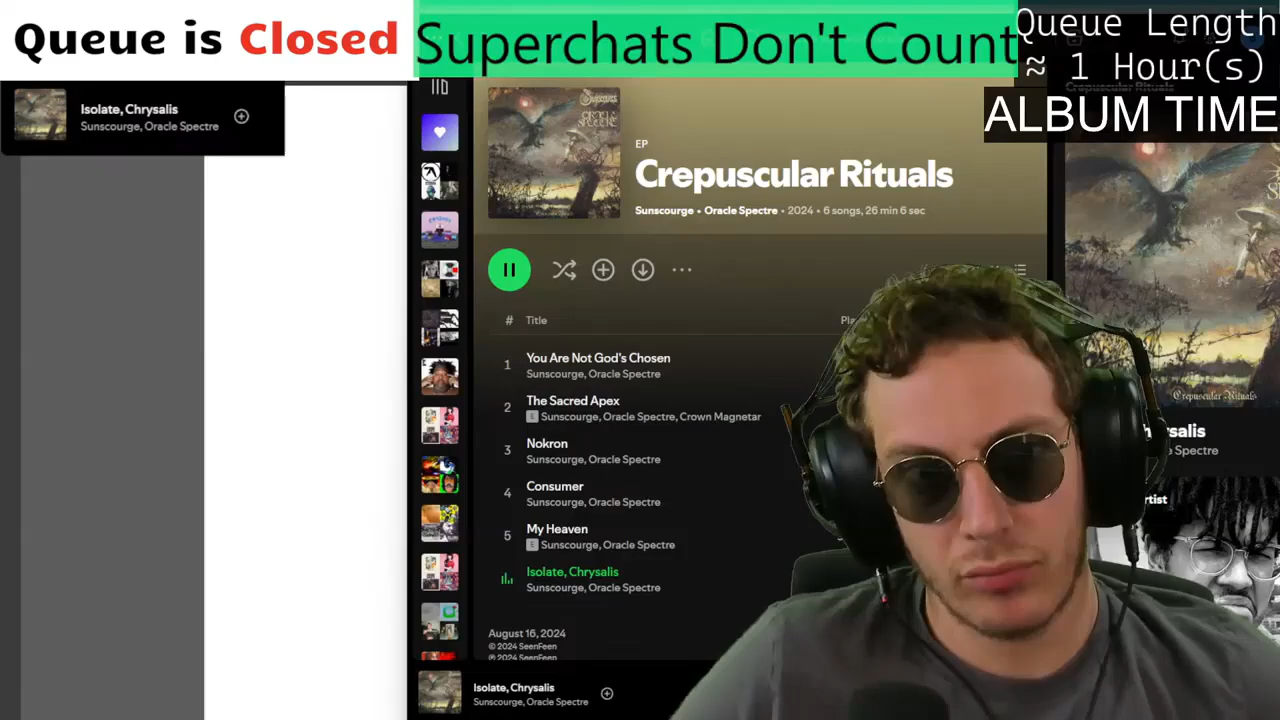 Queue is Closed
Superchats Don't Count
Queue Length
≈ 1 Hour(s)
ALBUM TIME
Isolate, Chrysalis
Sunscourge, Oracle Spectre
EP
Crepuscular Rituals
Sunscourge • Oracle Spectre • 2024 • 6 songs, 26 min 6 sec
# Title
1 You Are Not God's Chosen
Sunscourge, Oracle Spectre
2 The Sacred Apex
E Sunscourge, Oracle Spectre, Crown Magnetar
3 Nokron
Sunscourge, Oracle Spectre
4 Consumer
Sunscourge, Oracle Spectre
5 My Heaven
E Sunscourge, Oracle Spectre
Isolate, Chrysalis
Sunscourge, Oracle Spectre
August 16, 2024
© 2024 SeenFeen
℗ 2024 SeenFeen
Isolate, Chrysalis
Sunscourge, Oracle Spectre
Crepuscular Rituals